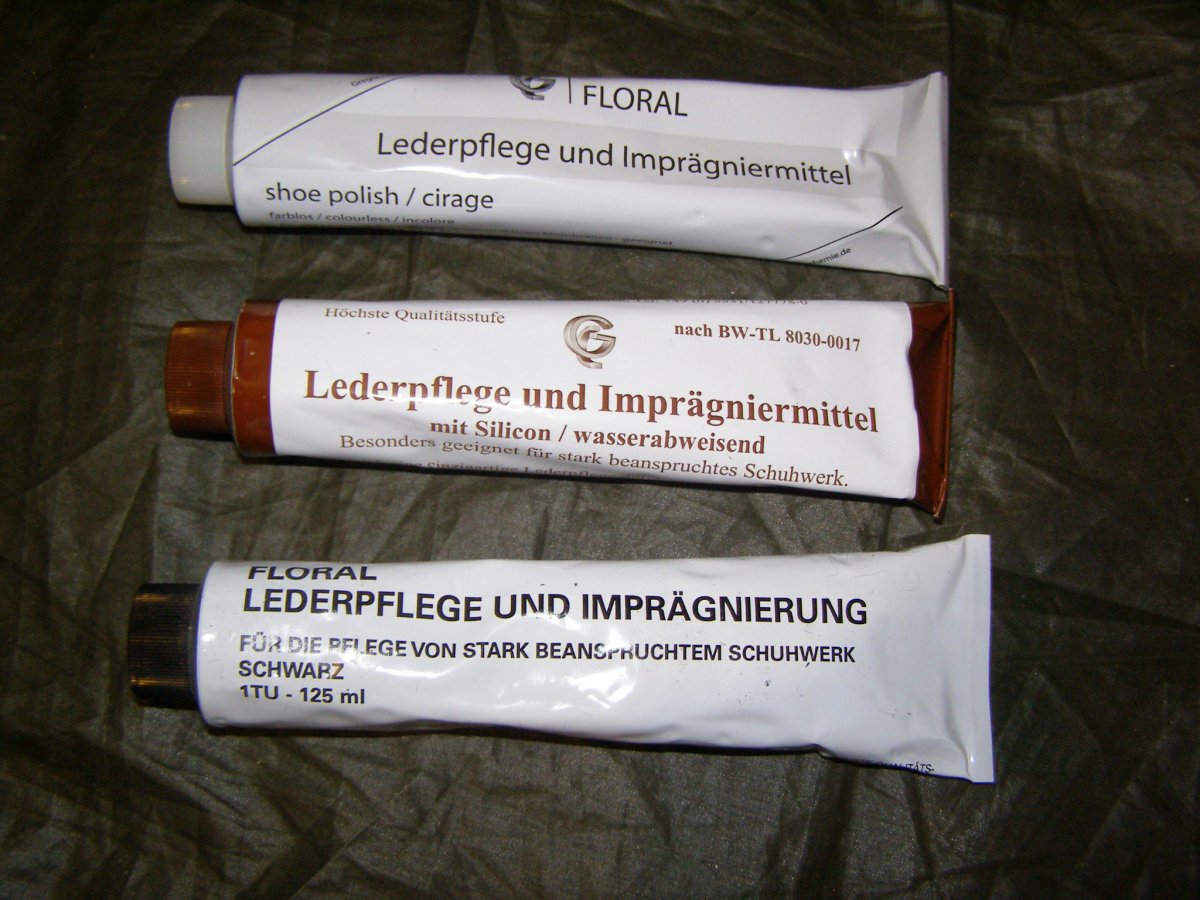 FLORAL
Lederpflege und Imprägniermittel
shoe polish / cirage
farblos / colourless / incolore
geeignet
Höchste Qualitätsstufe
nach BW-TL 8030-0017
Lederpflege und Imprägniermittel
mit Silicon / wasserabweisend
Besonders geeignet für stark beanspruchtes Schuhwerk.
einzigartige
FLORAL
LEDERPFLEGE UND IMPRÄGNIERUNG
FÜR DIE PFLEGE VON STARK BEANSPRUCHTEM SCHUHWERK
SCHWARZ
1TU - 125 ml